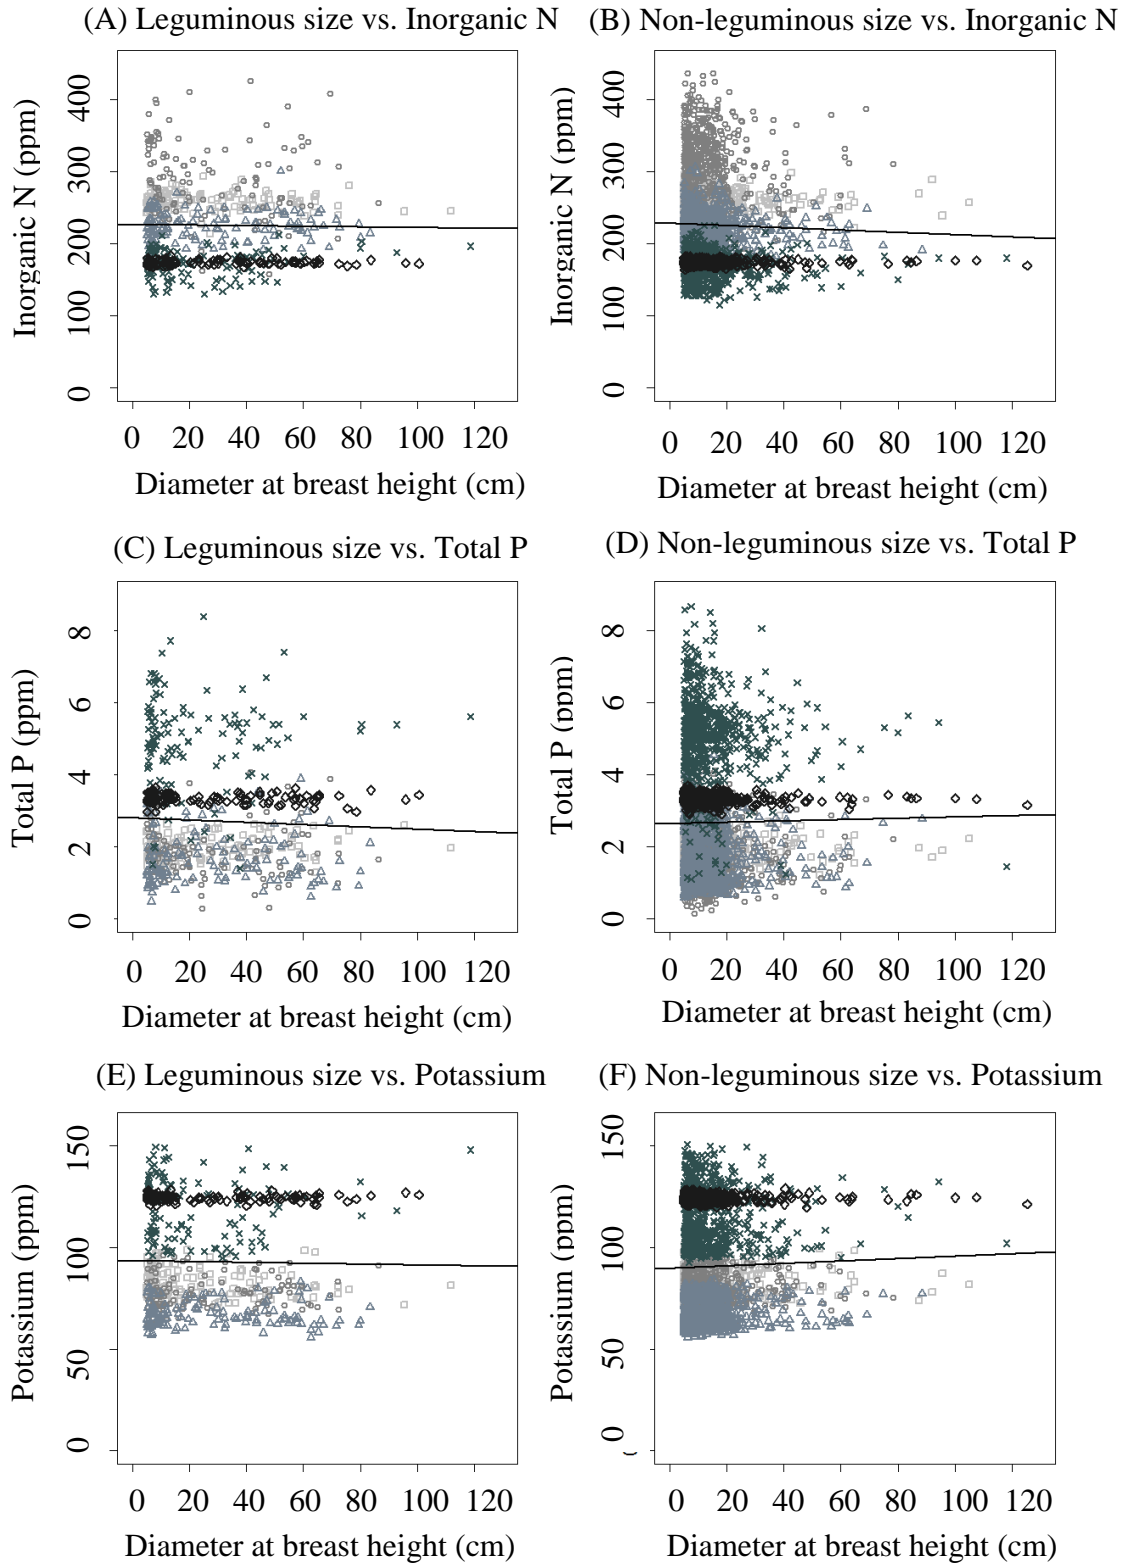 (A) Leguminous size vs. Inorganic N
(B) Non-leguminous size vs. Inorganic N
Inorganic N (ppm)
400
300
200
100
0
0 20 40 60 80 100 120
Diameter at breast height (cm)
Inorganic N (ppm)
400
300
200
100
0
0 20 40 60 80 100 120
Diameter at breast height (cm)
(C) Leguminous size vs. Total P
(D) Non-leguminous size vs. Total P
Total P (ppm)
8
6
4
2
0
0 20 40 60 80 100 120
Diameter at breast height (cm)
Total P (ppm)
8
6
4
2
0
0 20 40 60 80 100 120
Diameter at breast height (cm)
(E) Leguminous size vs. Potassium
(F) Non-leguminous size vs. Potassium
Potassium (ppm)
150
100
50
0
0 20 40 60 80 100 120
Diameter at breast height (cm)
Potassium (ppm)
150
100
50
0
0 20 40 60 80 100 120
Diameter at breast height (cm)